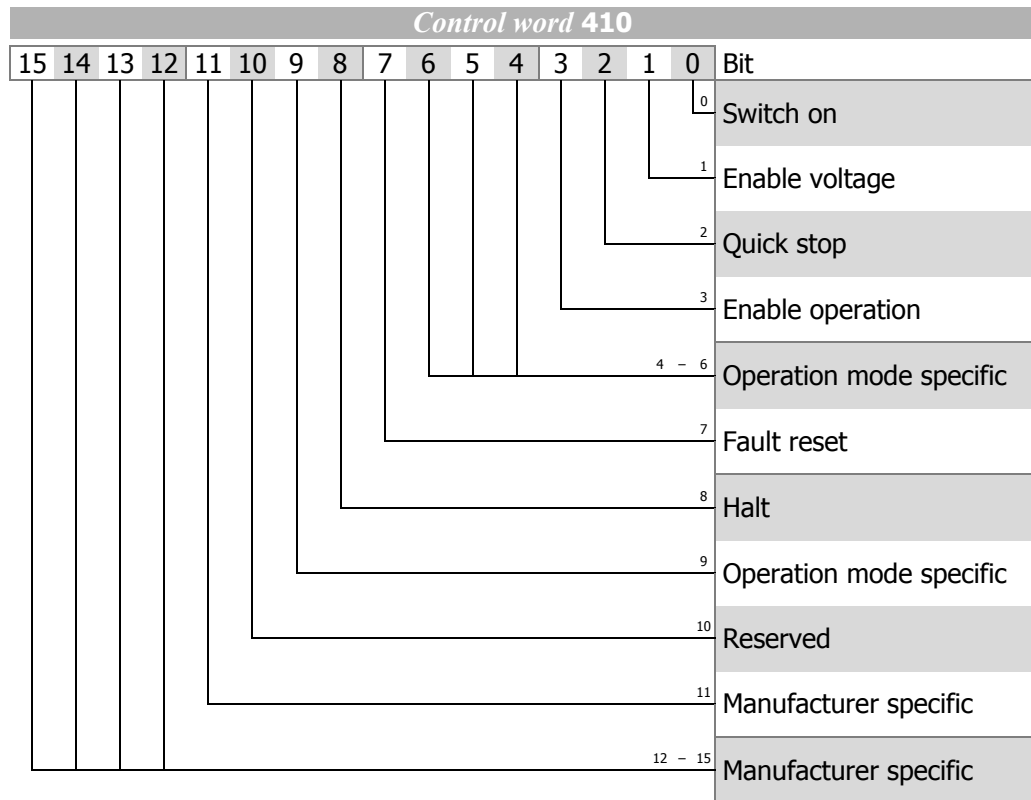 Control word 410
15 14 13 12 11 10 9 8 7 6 5 4 3 2 1 0 Bit
0 Switch on
1 Enable voltage
2 Quick stop
3 Enable operation
4 – 6 Operation mode specific
7 Fault reset
8 Halt
9 Operation mode specific
10 Reserved
11 Manufacturer specific
12 – 15 Manufacturer specific